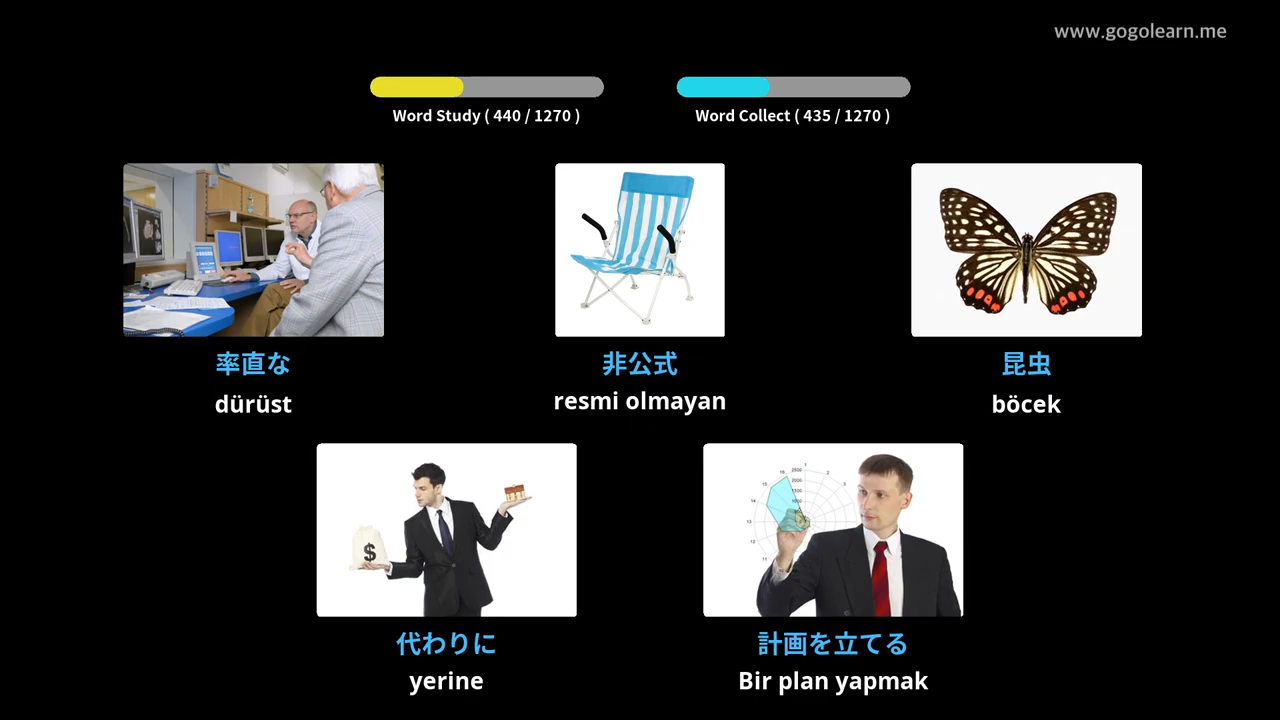 www.gogolearn.me
Word Study ( 440 / 1270 )
Word Collect ( 435 / 1270 )
率直な
dürüst
非公式
resmi olmayan
昆虫
böcek
$
代わりに
yerine
計画を立てる
Bir plan yapmak